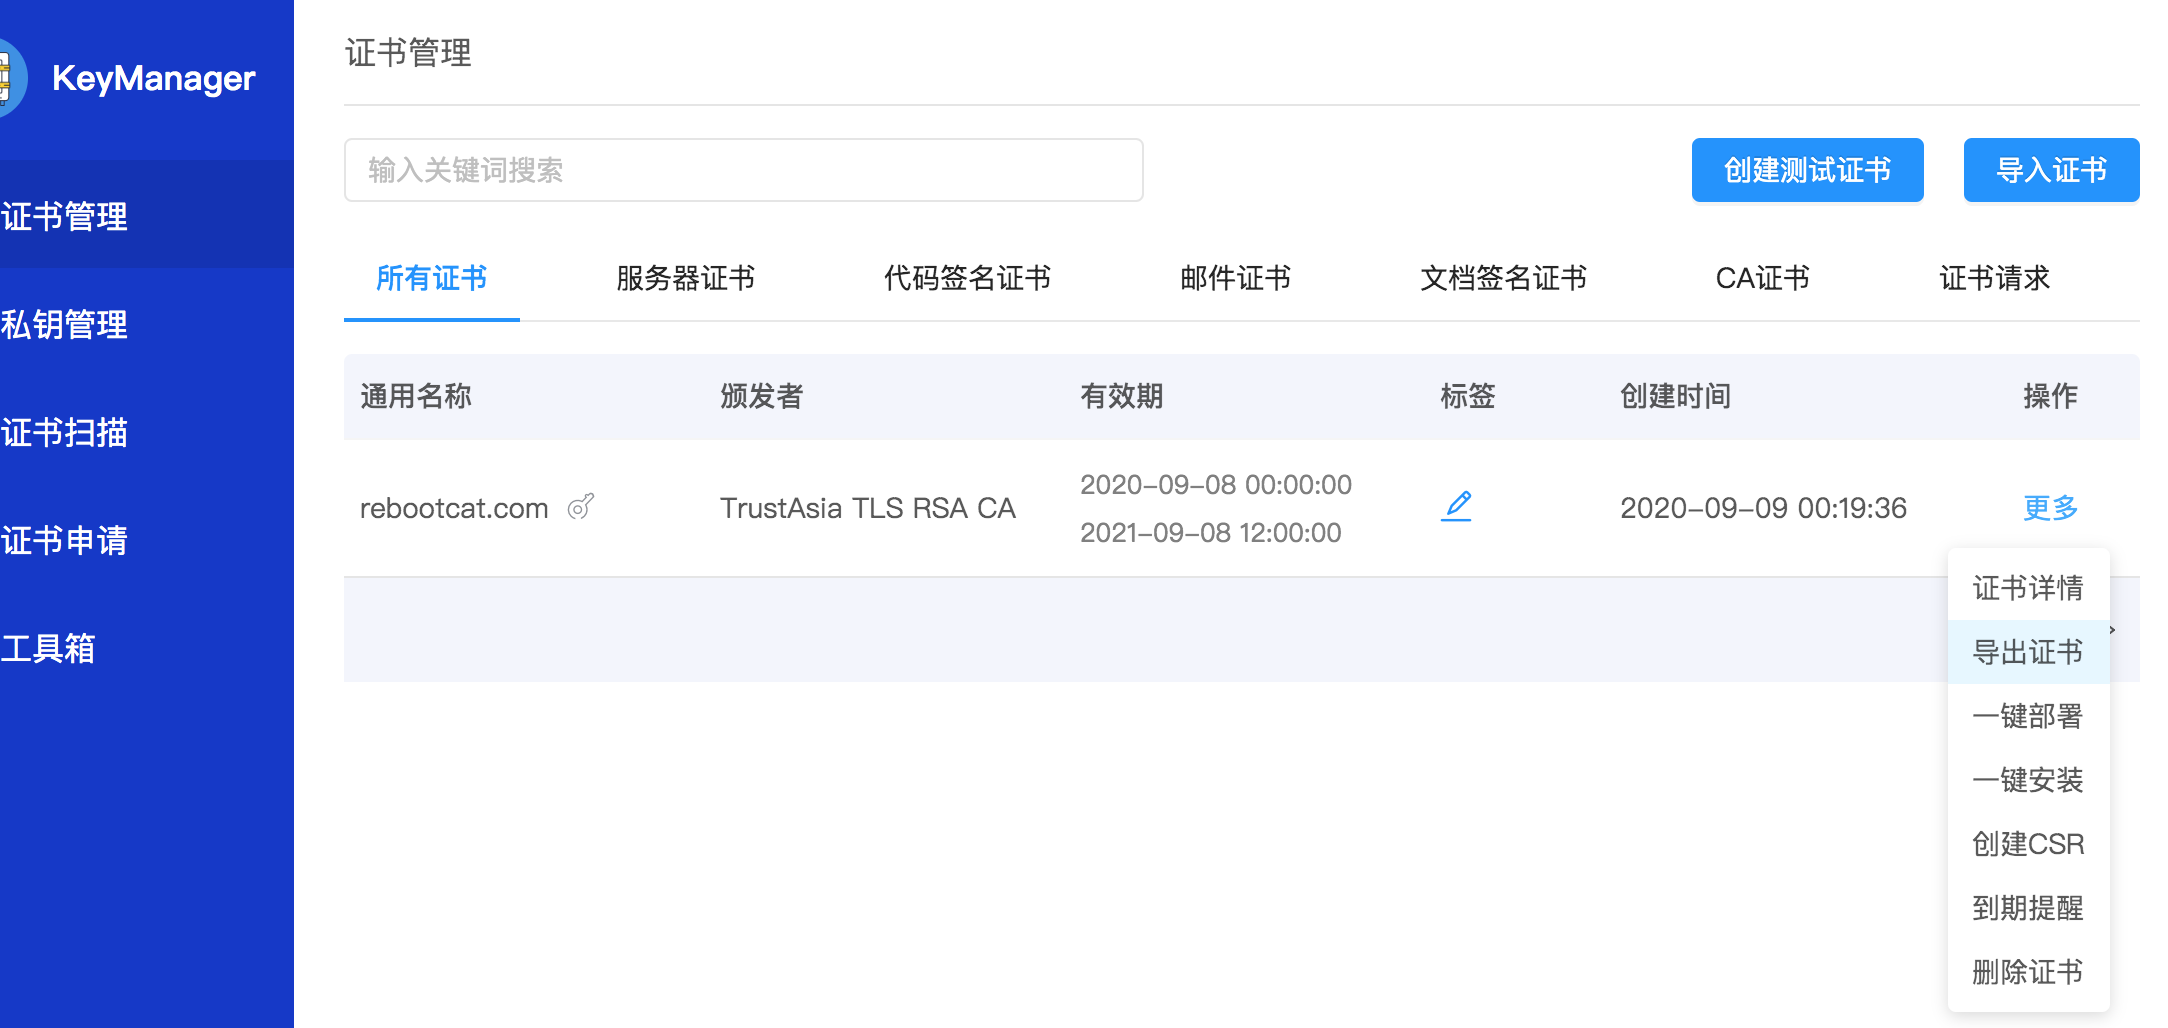 KeyManager
证书管理
私钥管理
证书扫描
证书申请
工具箱
证书管理
输入关键词搜索
创建测试证书
导入证书
所有证书 服务器证书 代码签名证书 邮件证书 文档签名证书 CA证书 证书请求
通用名称 颁发者 有效期 标签 创建时间 操作
rebootcat.com TrustAsia TLS RSA CA 2020-09-08 00:00:00 2020-09-09 00:19:36 更多
2021-09-08 12:00:00
证书详情
导出证书
一键部署
一键安装
创建CSR
到期提醒
删除证书